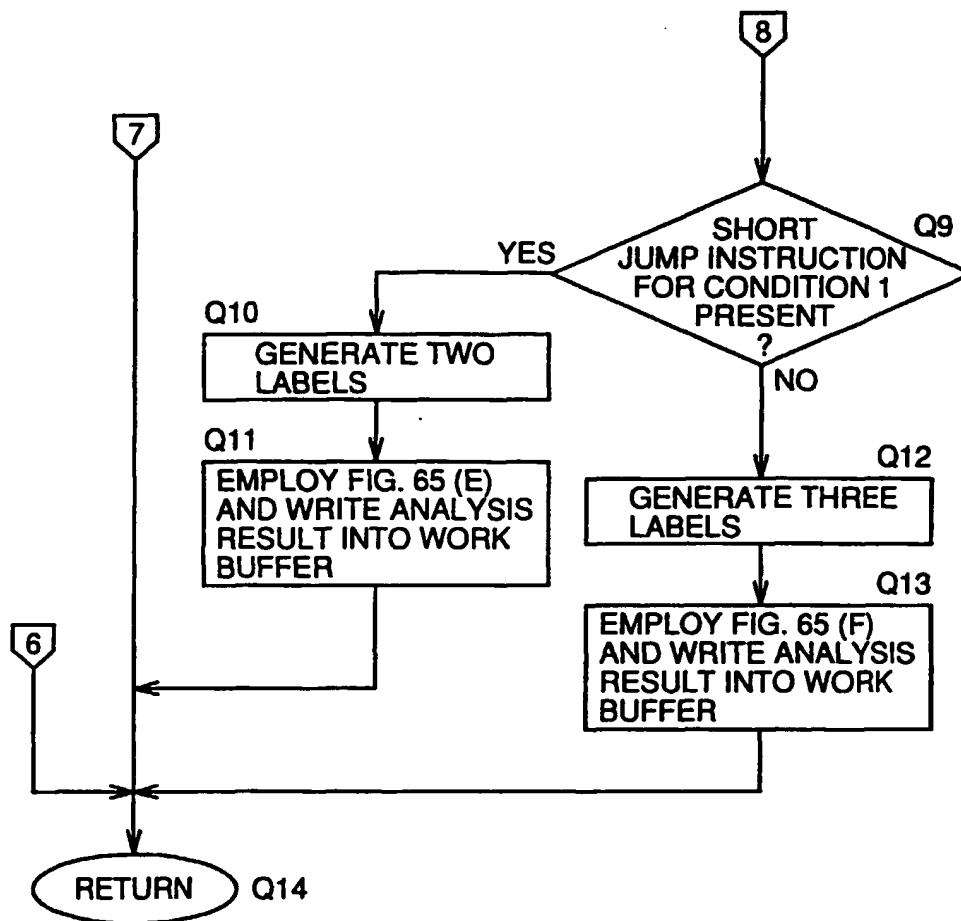 8
7
SHORT
JUMP INSTRUCTION
FOR CONDITION 1
PRESENT
?
Q9
YES
NO
Q10
GENERATE TWO
LABELS
Q11
EMPLOY FIG. 65 (E)
AND WRITE ANALYSIS
RESULT INTO WORK
BUFFER
Q12
GENERATE THREE
LABELS
Q13
EMPLOY FIG. 65 (F)
AND WRITE ANALYSIS
RESULT INTO WORK
BUFFER
6
RETURN
Q14